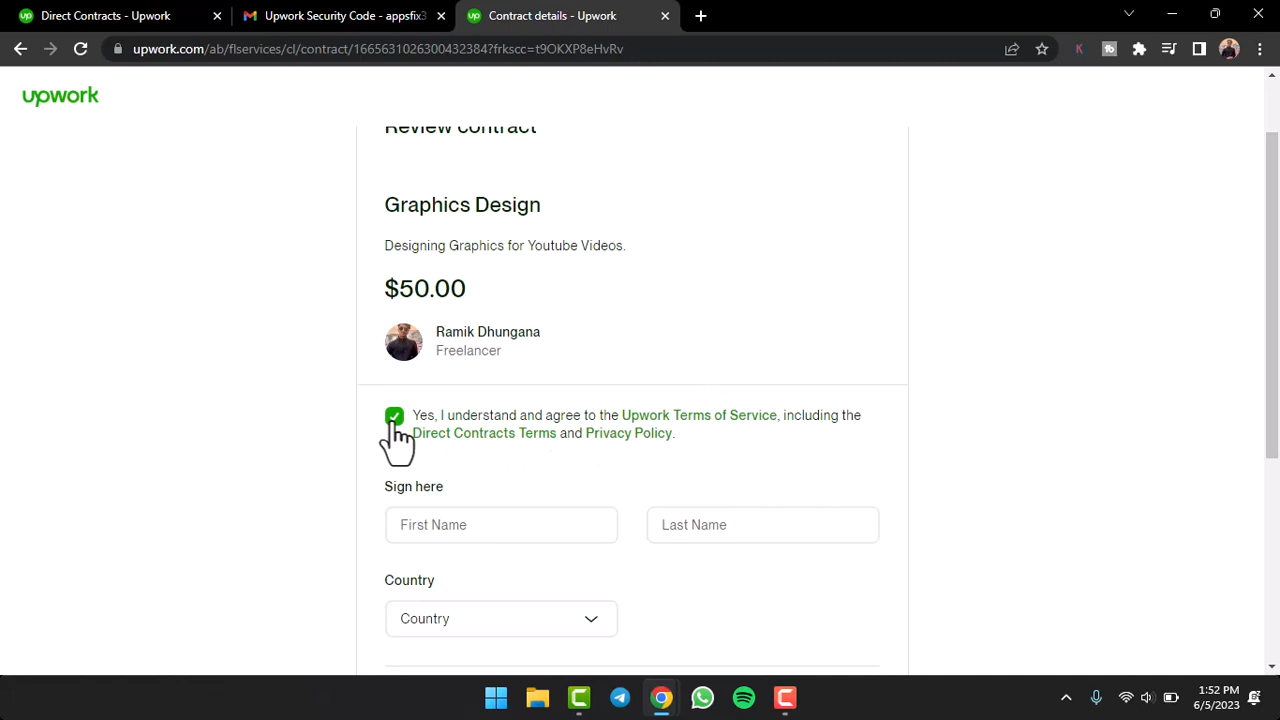 Direct Contracts - Upwork
Upwork Security Code - appsfix3
Contract details - Upwork
upwork.com/ab/flservices/cl/contract/1665631026300432384?frkscc=t9OKXP8eHvRv
upwork
Review contract
Graphics Design
Designing Graphics for Youtube Videos.
$50.00
Ramik Dhungana
Freelancer
Yes, I understand and agree to the Upwork Terms of Service, including the
Direct Contracts Terms and Privacy Policy.
Sign here
First Name
Last Name
Country
Country
1:52 PM
6/5/2023